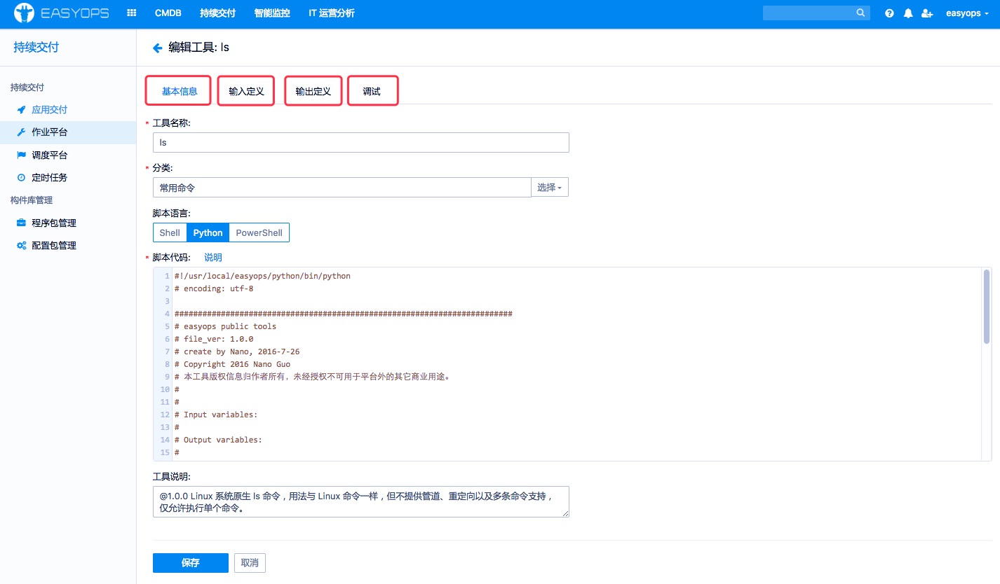 EASYOPS CMDB 持续交付 智能监控 IT 运营分析 easyops
持续交付
编辑工具: ls
持续交付
应用交付
作业平台
调度平台
定时任务
构件库管理
程序包管理
配置包管理
基本信息 输入定义 输出定义 调试
* 工具名称:
ls
* 分类:
常用命令 选择
脚本语言:
Shell Python PowerShell
* 脚本代码: 说明
1 #!/usr/local/easyops/python/bin/python
2 # encoding: utf-8
3
4 #########################################################################
5 # easyops public tools
6 # file_ver: 1.0.0
7 # create by Nano, 2016-7-26
8 # Copyright 2016 Nano Guo
9 # 本工具版权信息归作者所有，未经授权不可用于平台外的其它商业用途。
10 #
11 #
12 # Input variables:
13 #
14 # Output variables:
15 #
工具说明:
@1.0.0 Linux 系统原生 ls 命令，用法与 Linux 命令一样，但不提供管道、重定向以及多条命令支持，
仅允许执行单个命令。
保存 取消